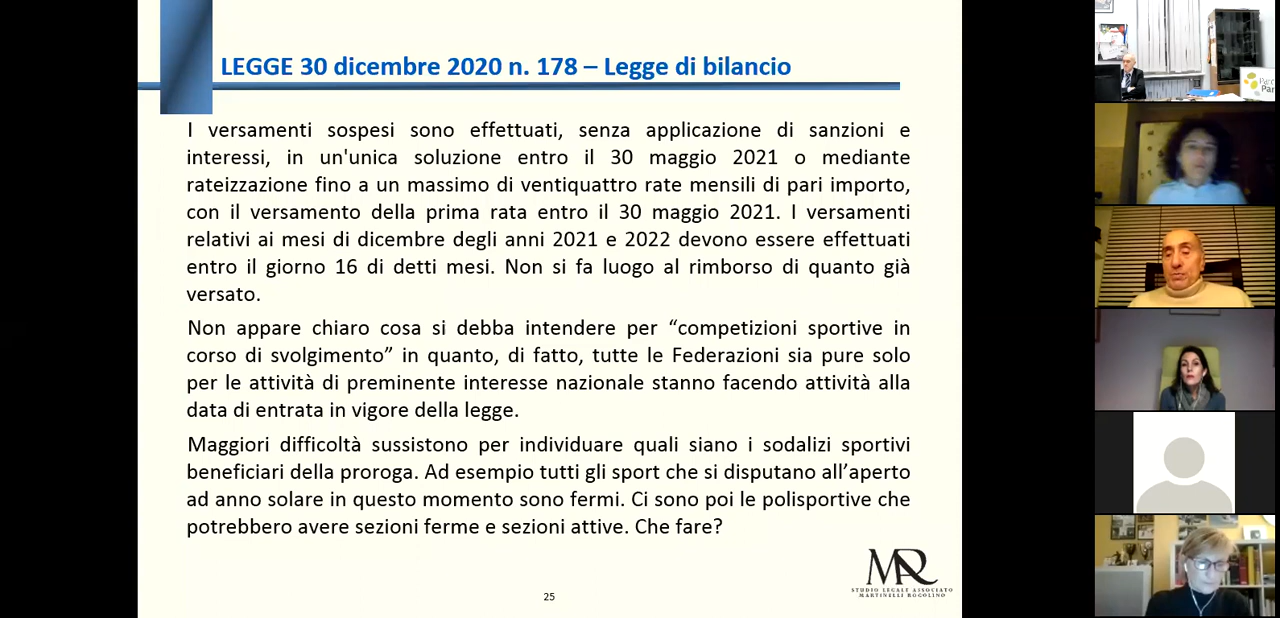 LEGGE 30 dicembre 2020 n. 178 – Legge di bilancio
I versamenti sospesi sono effettuati, senza applicazione di sanzioni e
interessi, in un'unica soluzione entro il 30 maggio 2021 o mediante
rateizzazione fino a un massimo di ventiquattro rate mensili di pari importo,
con il versamento della prima rata entro il 30 maggio 2021. I versamenti
relativi ai mesi di dicembre degli anni 2021 e 2022 devono essere effettuati
entro il giorno 16 di detti mesi. Non si fa luogo al rimborso di quanto già
versato.
Non appare chiaro cosa si debba intendere per “competizioni sportive in
corso di svolgimento” in quanto, di fatto, tutte le Federazioni sia pure solo
per le attività di preminente interesse nazionale stanno facendo attività alla
data di entrata in vigore della legge.
Maggiori difficoltà sussistono per individuare quali siano i sodalizi sportivi
beneficiari della proroga. Ad esempio tutti gli sport che si disputano all’aperto
ad anno solare in questo momento sono fermi. Ci sono poi le polisportive che
potrebbero avere sezioni ferme e sezioni attive. Che fare?
MR
STUDIO LEGALE ASSOCIATO
MARTINELLI ROGOLINO
25